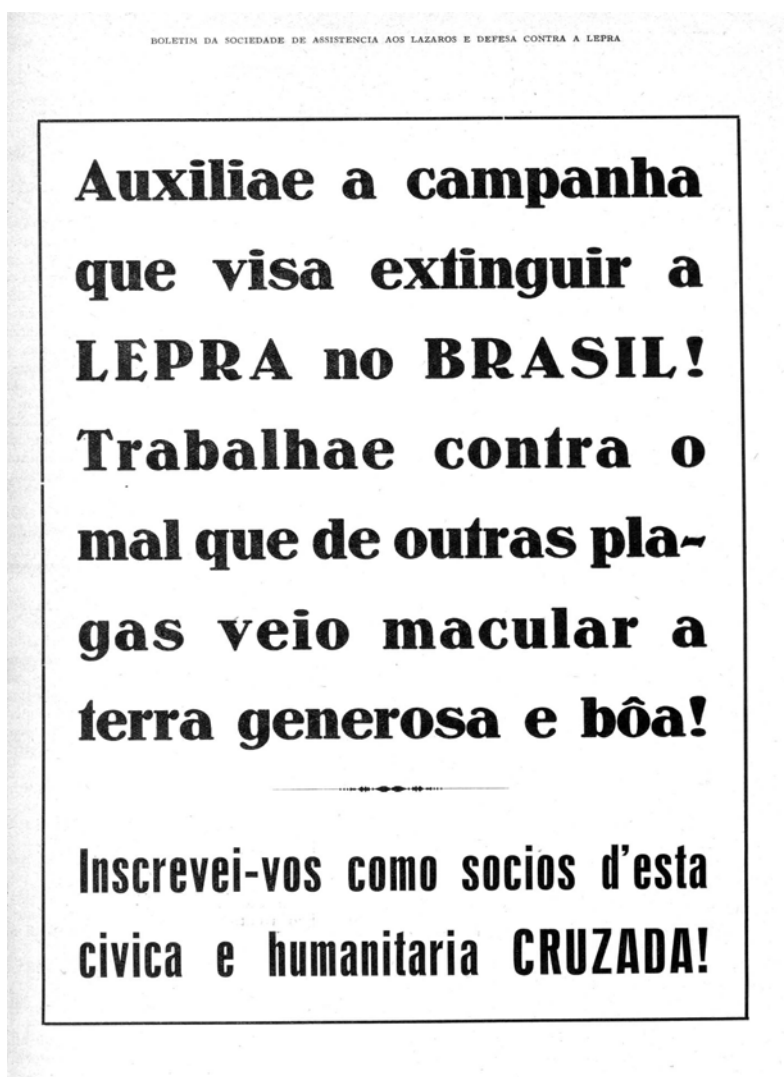 BOLETIM DA SOCIEDADE DE ASSISTENCIA AOS LAZAROS E DEFESA CONTRA A LEPRA
Auxiliae a campanha
que visa extinguir a
LEPRA no BRASIL!
Trabalhae contra o
mal que de outras pla-
gas veio macular a
terra generosa e bôa!
Inscrevei-vos como socios d'esta
civica e humanitaria CRUZADA!